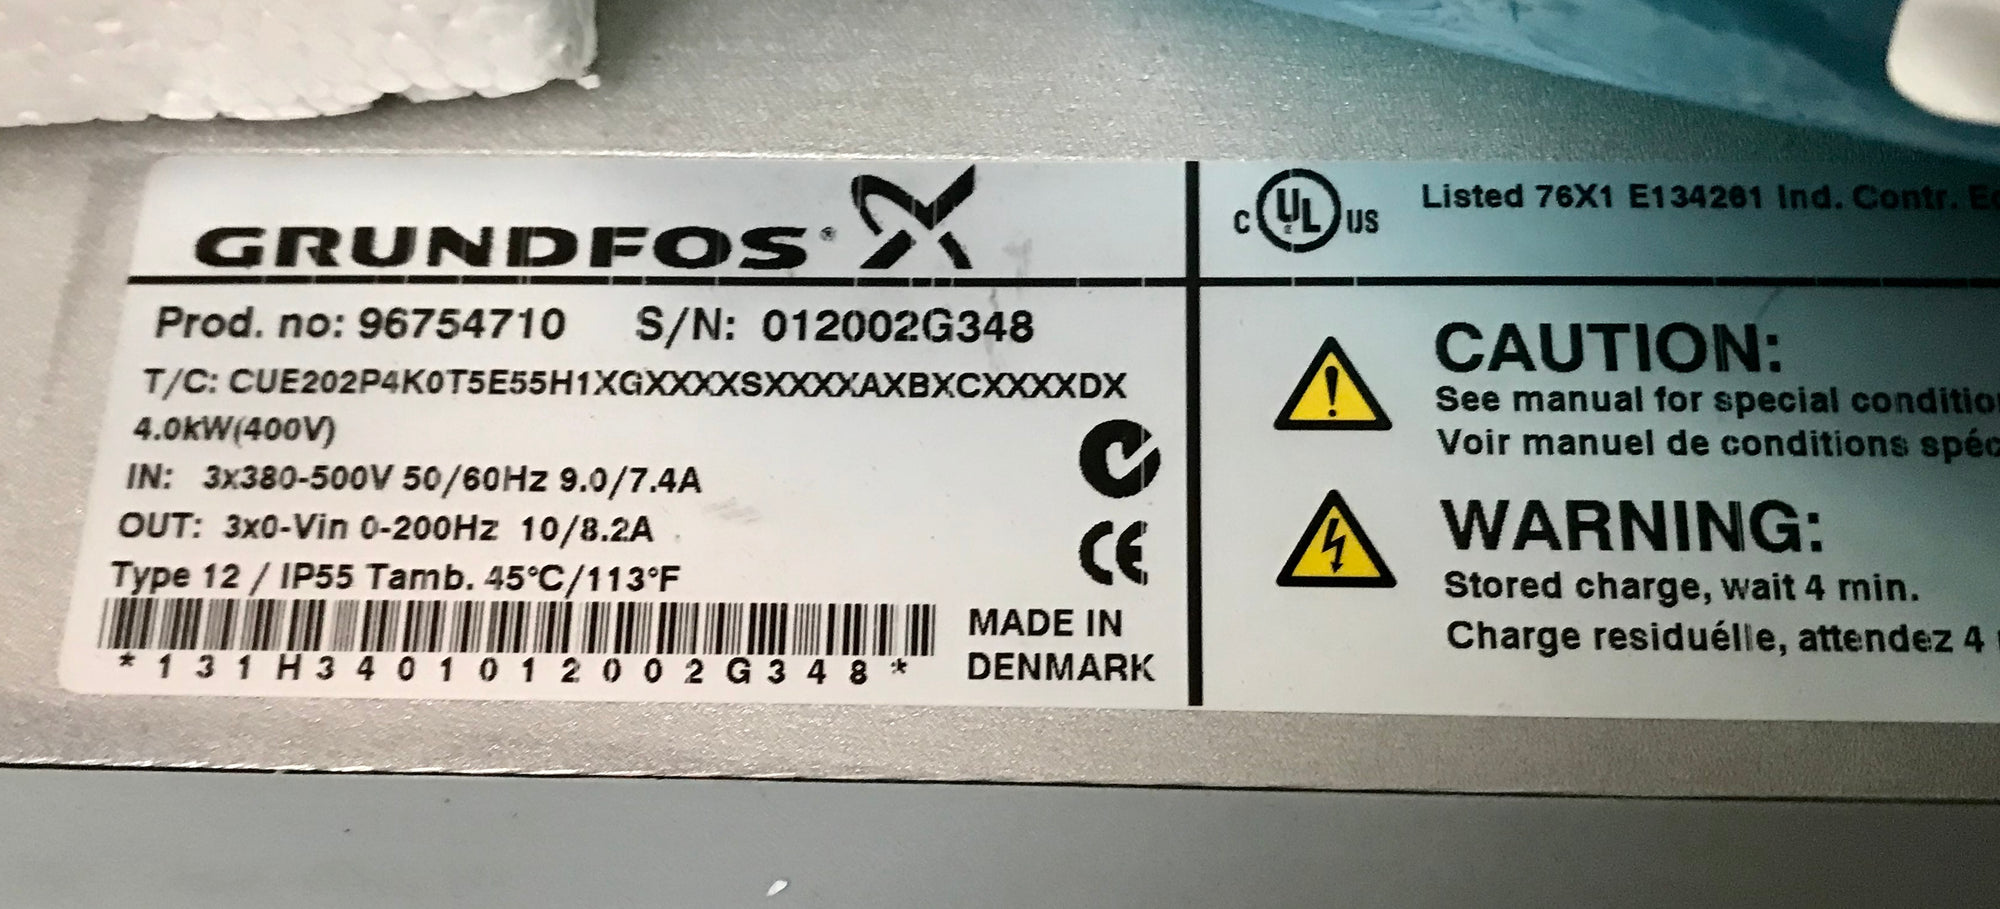 GRUNDFOS®
Prod. no: 96754710 S/N: 012002G348
T/C: CUE202P4K0T5E55H1XGXXXXSXXXXAXBXCXXXXDX
4.0kW(400V)
IN: 3x380-500V 50/60Hz 9.0/7.4A
OUT: 3x0-Vin 0-200Hz 10/8.2A
Type 12 / IP55 Tamb. 45°C/113°F
*131H3401012002G348*
CE
MADE IN
DENMARK
C UL US Listed 76X1 E134261 Ind. Contr.
CAUTION:
See manual for special
Voir manuel de conditions
WARNING:
Stored charge, wait 4 min.
Charge residuélle, attendez 4